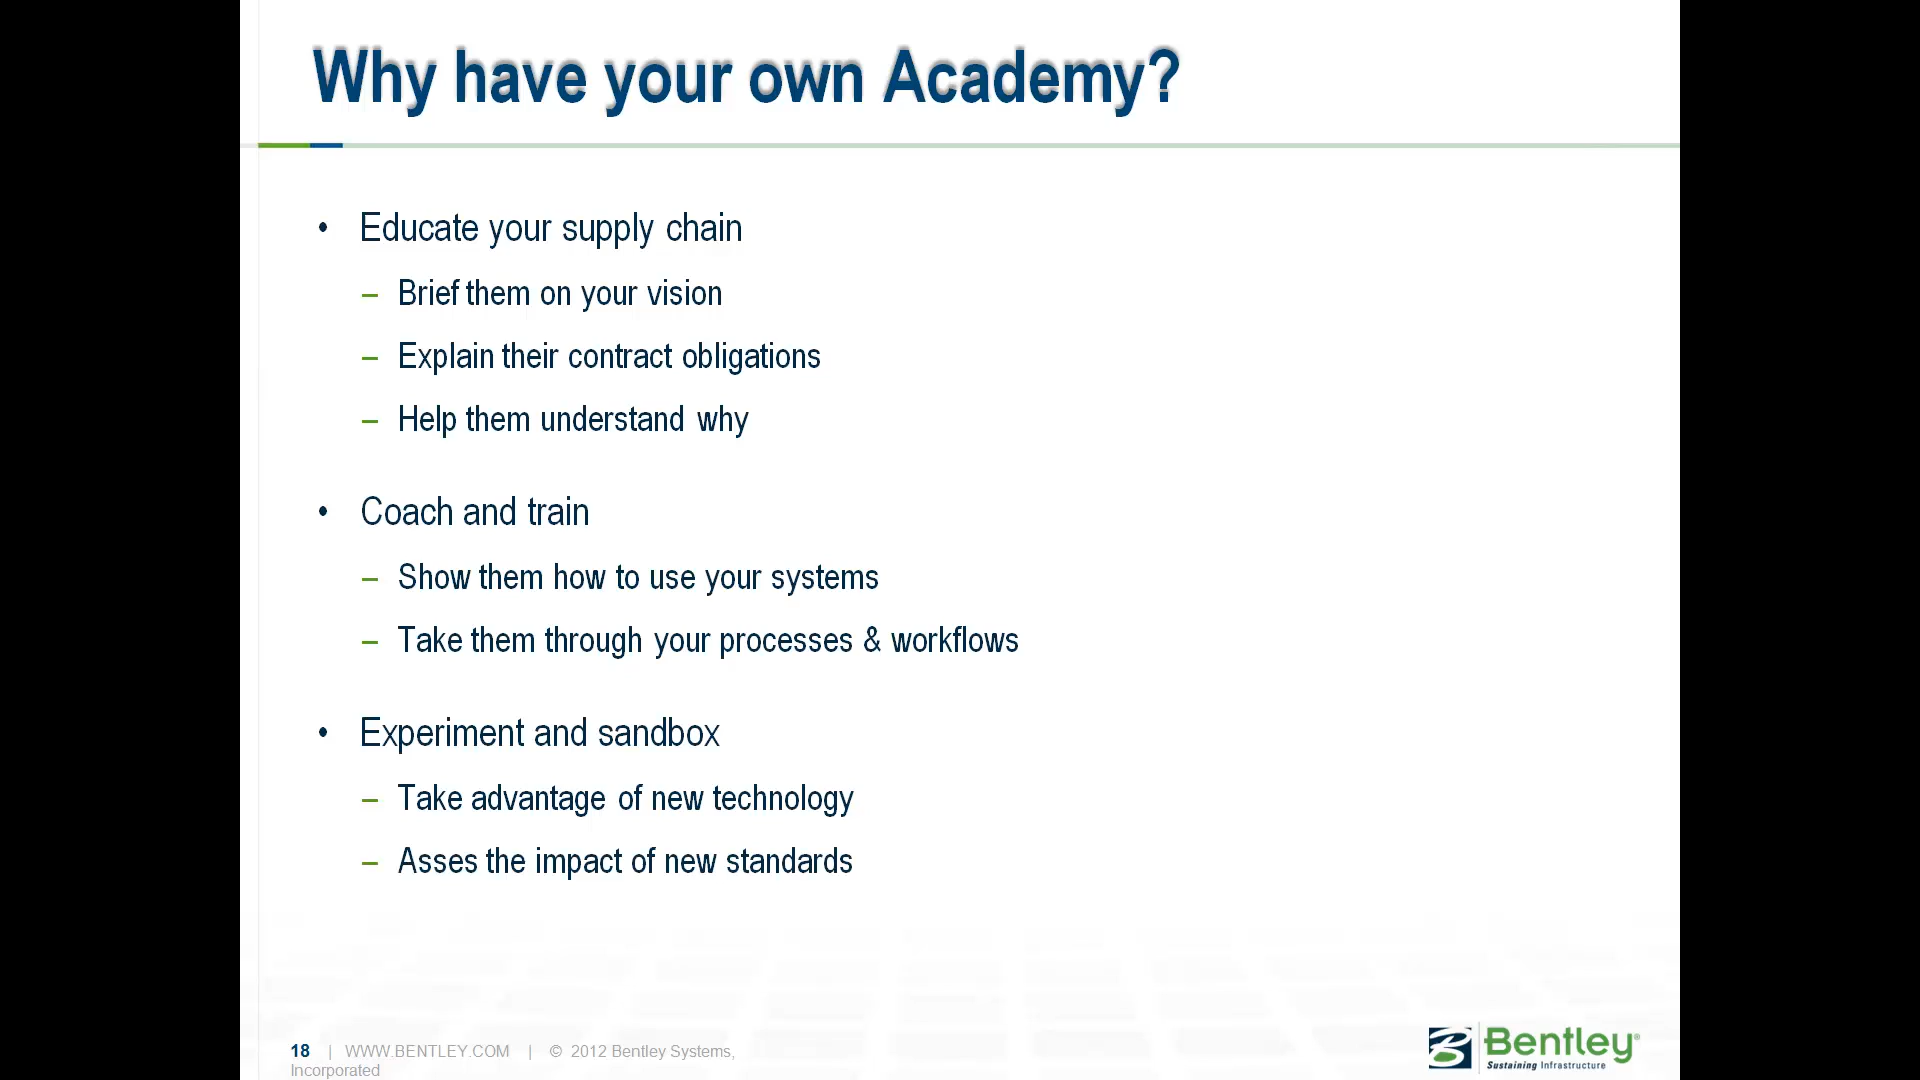 Why have your own Academy?
• Educate your supply chain
– Brief them on your vision
– Explain their contract obligations
– Help them understand why
• Coach and train
– Show them how to use your systems
– Take them through your processes & workflows
• Experiment and sandbox
– Take advantage of new technology
– Asses the impact of new standards
18 | WWW.BENTLEY.COM | © 2012 Bentley Systems,
Incorporated
Bentley®
Sustaining Infrastructure